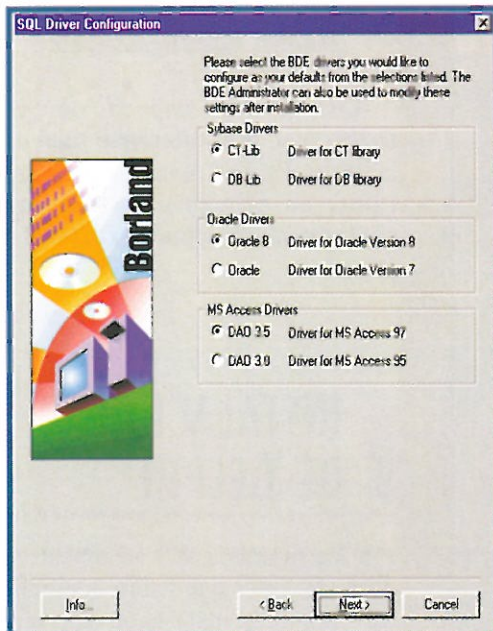 SQL Driver Configuration
Please select the BDE drivers you would like to
configure as your defaults from the selections listed. The
BDE Administrator can also be used to modify these
settings after installation.
Sybase Drivers
CT-Lib Driver for CT library
DB-Lib Driver for DB library
Oracle Drivers
Oracle 8 Driver for Oracle Version 8
Oracle Driver for Oracle Version 7
MS Access Drivers
DAO 3.5 Driver for MS Access 97
DAO 3.0 Driver for MS Access 95
Borland
Info...
< Back
Next >
Cancel